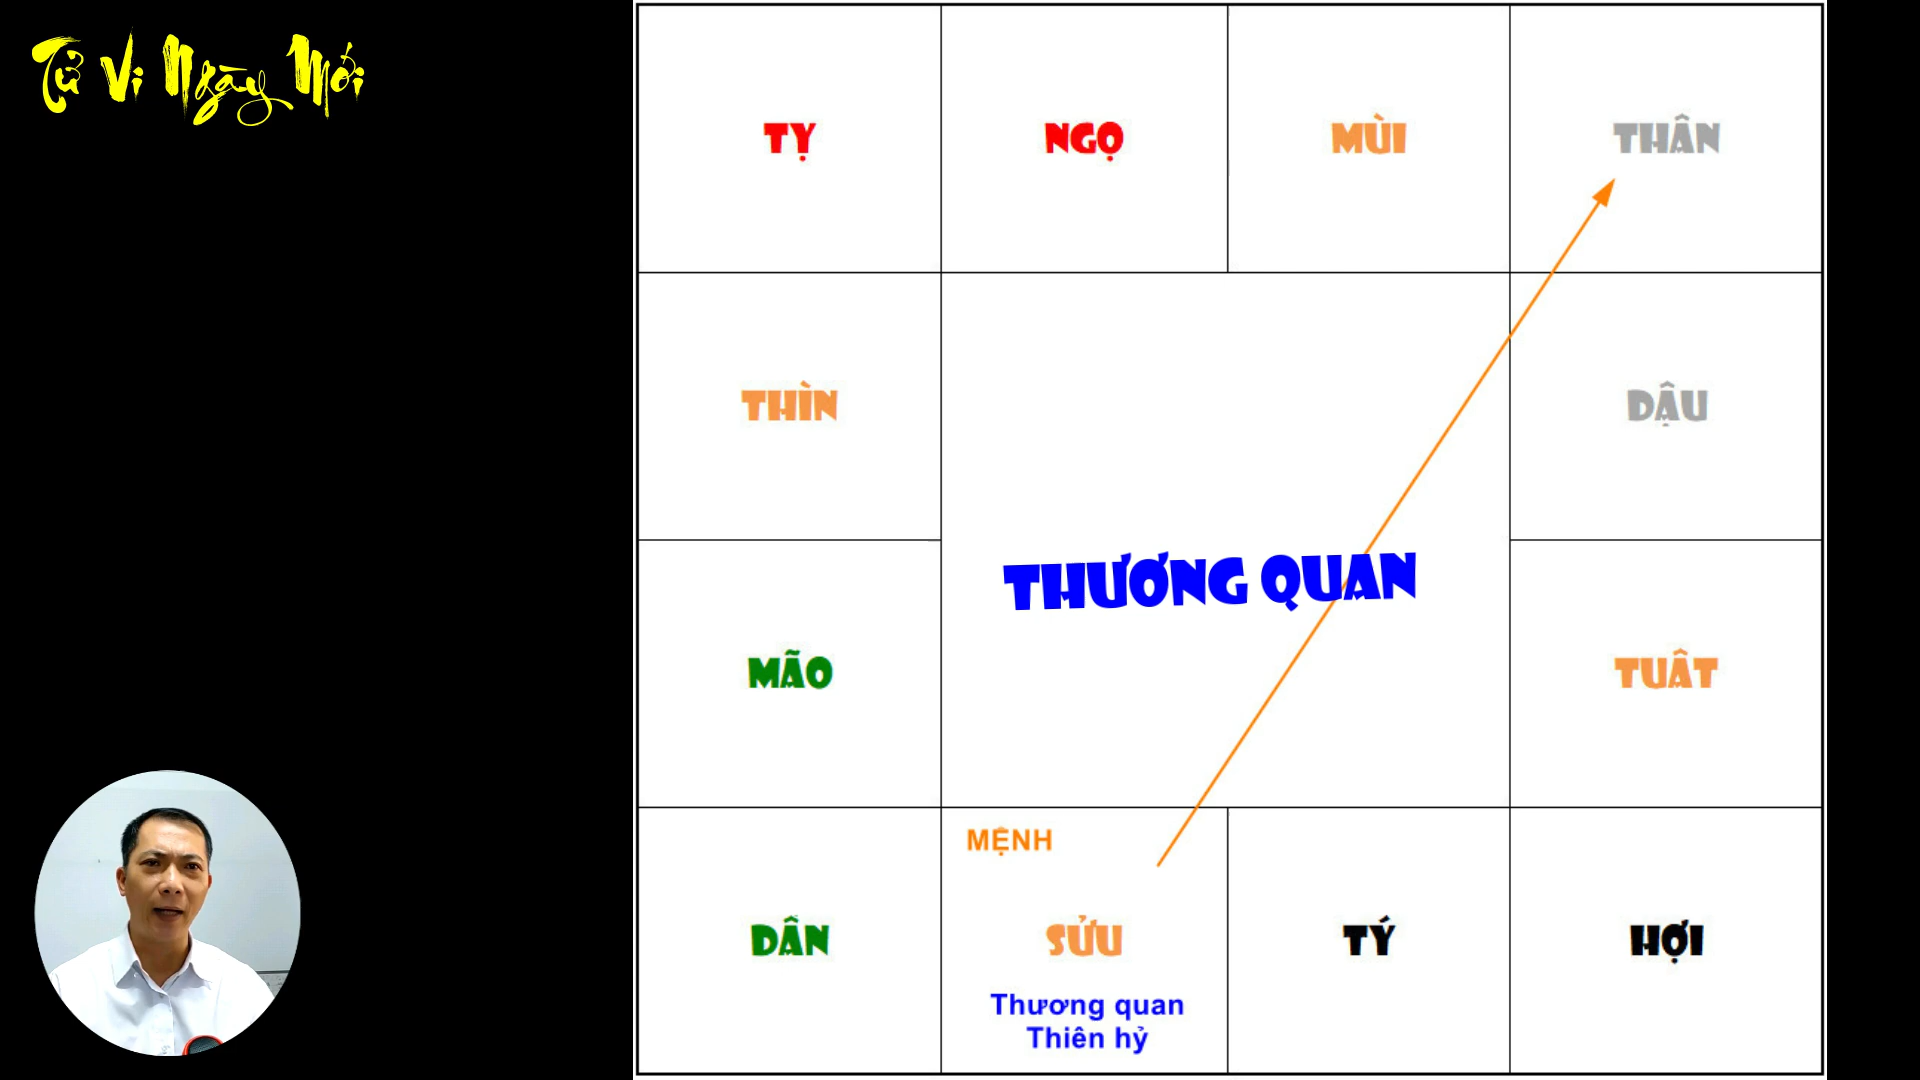 Tử Vi Ngày Mới
TỴ
NGỌ
MÙI
THÂN
THÌN
DẬU
THƯƠNG QUAN
MÃO
TUÂT
MỆNH
DẦN
SỬU
TÝ
HỢI
Thương quan
Thiên hỷ